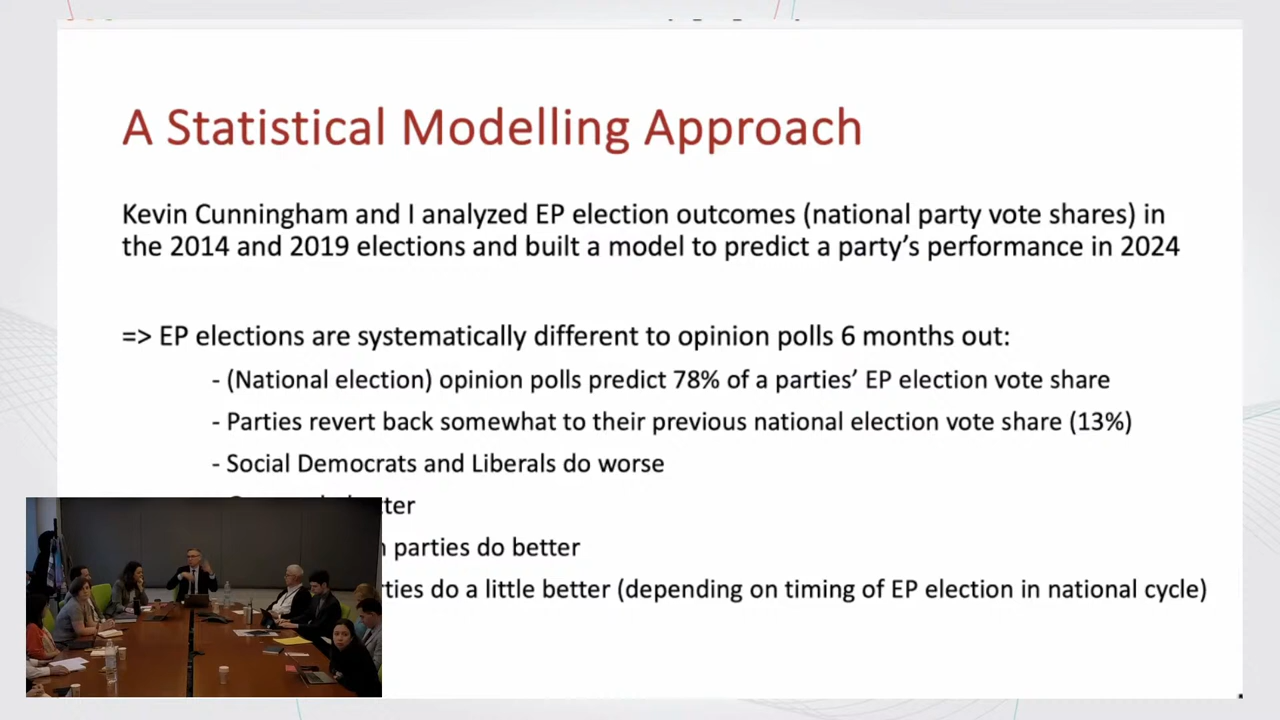 A Statistical Modelling Approach
Kevin Cunningham and I analyzed EP election outcomes (national party vote shares) in
the 2014 and 2019 elections and built a model to predict a party's performance in 2024
=> EP elections are systematically different to opinion polls 6 months out:
- (National election) opinion polls predict 78% of a parties' EP election vote share
- Parties revert back somewhat to their previous national election vote share (13%)
- Social Democrats and Liberals do worse
parties do better
do a little better (depending on timing of EP election in national cycle)